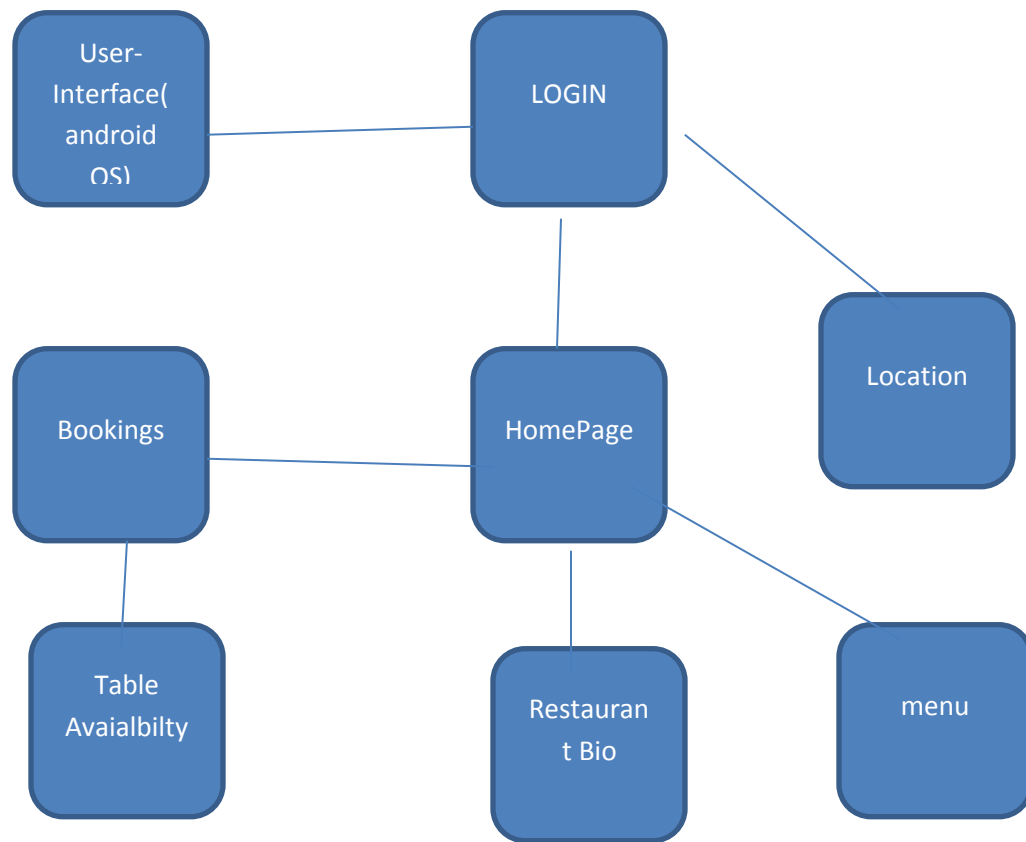 User-
Interface(
android
OS)
LOGIN
Location
Bookings
HomePage
Table
Avaialbilty
Restauran
t Bio
menu